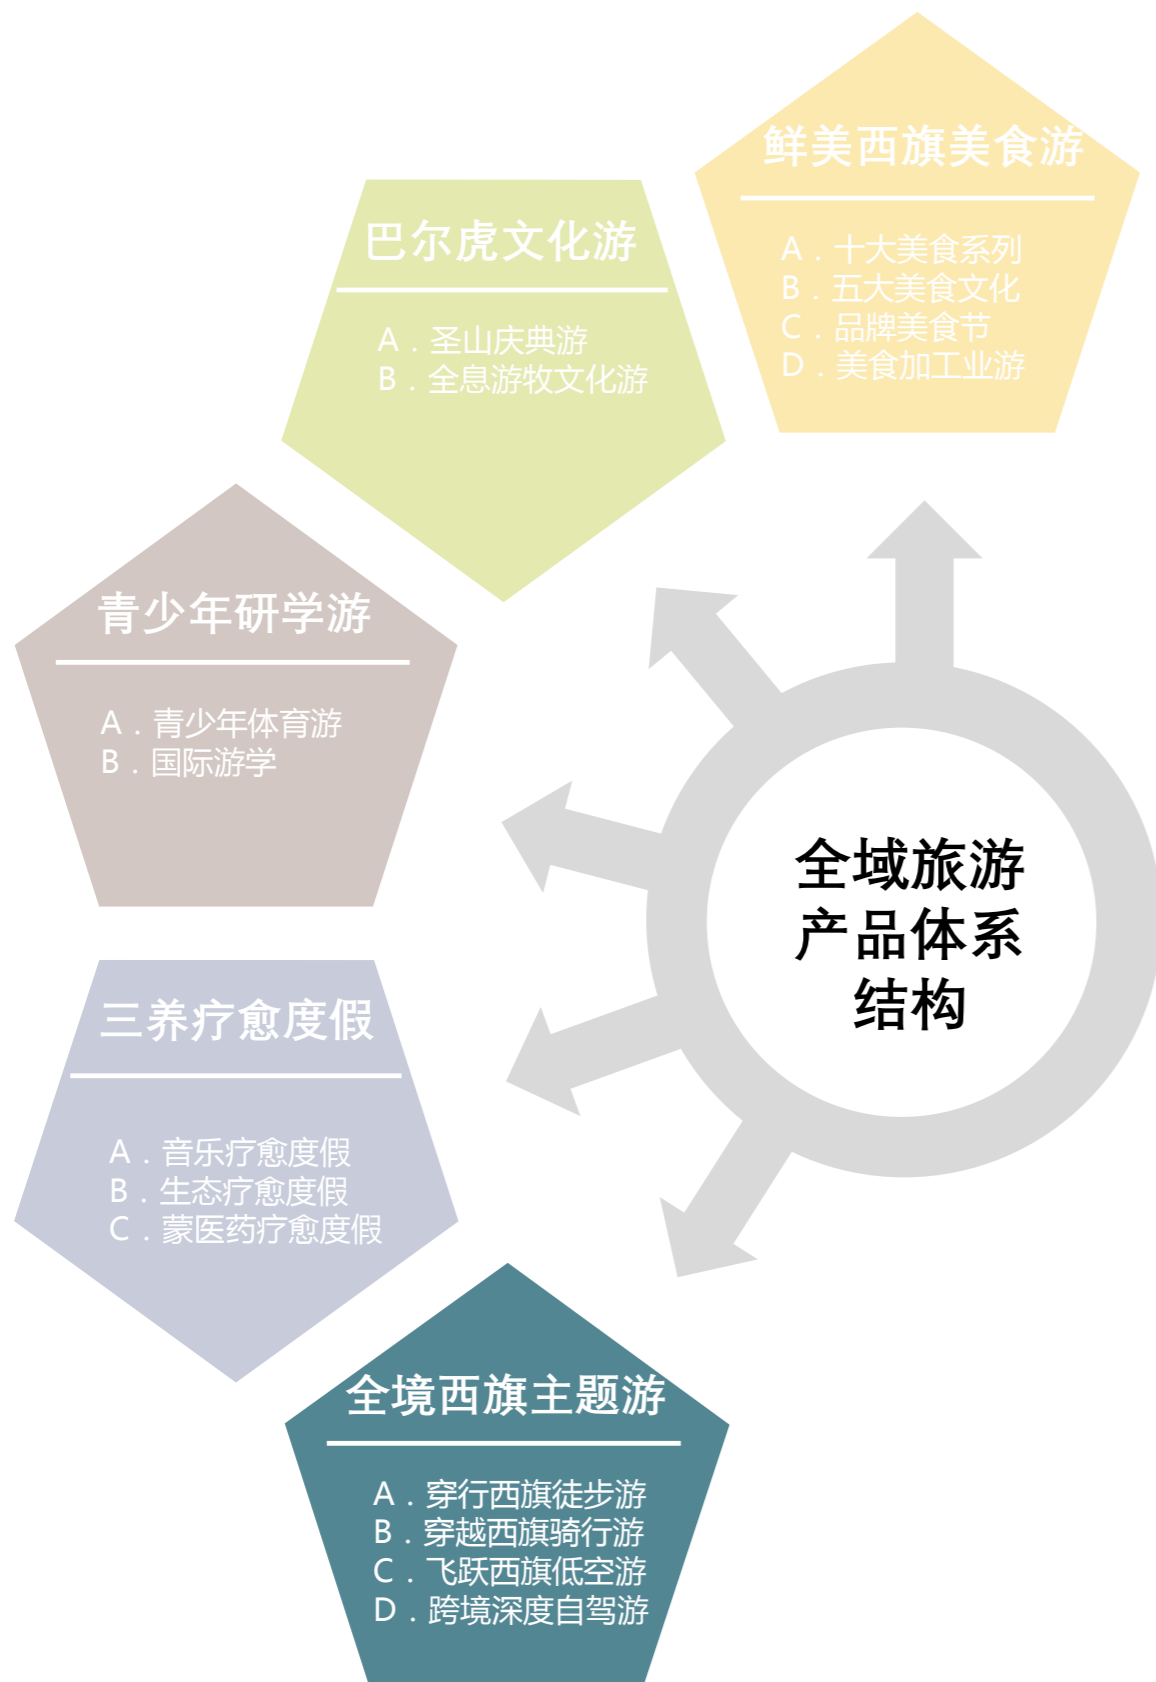 鲜美西旗美食游
A．十大美食系列
B．五大美食文化
C．品牌美食节
D．美食加工业游
巴尔虎文化游
A．圣山庆典游
B．全息游牧文化游
青少年研学游
A．青少年体育游
B．国际游学
全域旅游
产品体系
结构
三养疗愈度假
A．音乐疗愈度假
B．生态疗愈度假
C．蒙医药疗愈度假
全境西旗主题游
A．穿行西旗徒步游
B．穿越西旗骑行游
C．飞跃西旗低空游
D．跨境深度自驾游